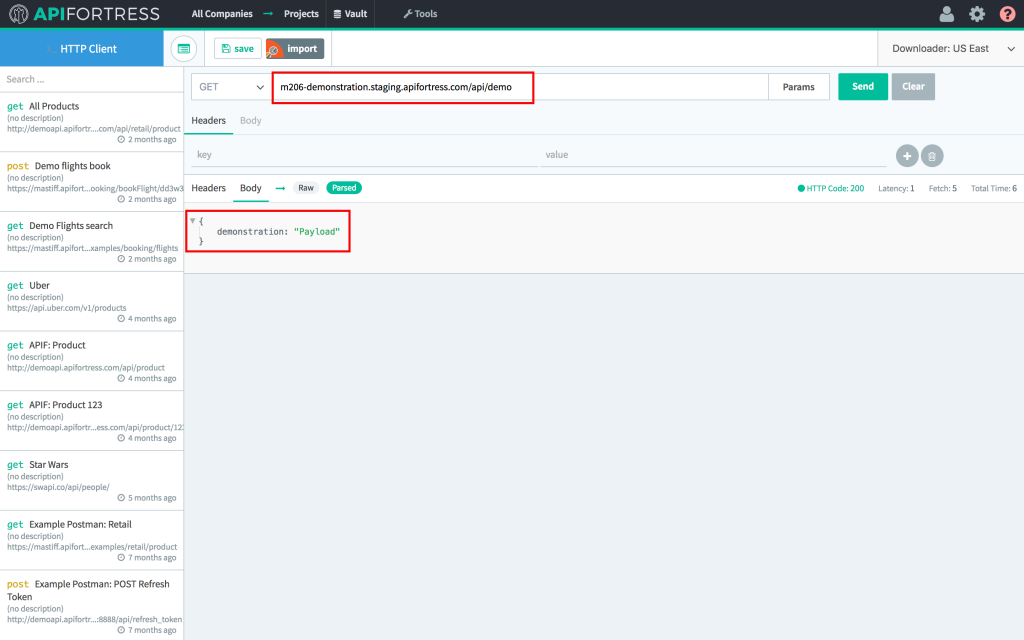 APIFORTRESS All Companies → Projects Vault Tools ?
HTTP Client save Import Downloader: US East
Search ...
GET m206-demonstration.staging.apifortress.com/api/demo Params Send Clear
Headers Body
key value
Headers Body → Raw Parsed HTTP Code: 200 Latency: 1 Fetch: 5 Total Time: 6
{
demonstration: "Payload"
}
get All Products
(no description)
http://demoapi.apifortr....com/api/retail/product
2 months ago
post Demo flights book
(no description)
https://mastiff.apifort...ooking/bookFlight/dd3w3
2 months ago
get Demo Flights search
(no description)
https://mastiff.apifort...xamples/booking/flights
2 months ago
get Uber
(no description)
https://api.uber.com/v1/products
4 months ago
get APIF: Product
(no description)
http://demoapi.apifortress.com/api/product
4 months ago
get APIF: Product 123
(no description)
http://demoapi.apifortr...ess.com/api/product/123
4 months ago
get Star Wars
(no description)
https://swapi.co/api/people/
5 months ago
get Example Postman: Retail
(no description)
https://mastiff.apifort...examples/retail/product
7 months ago
post Example Postman: POST Refresh
Token
(no description)
http://demoapi.apifortr...:8888/api/refresh_token
7 months ago